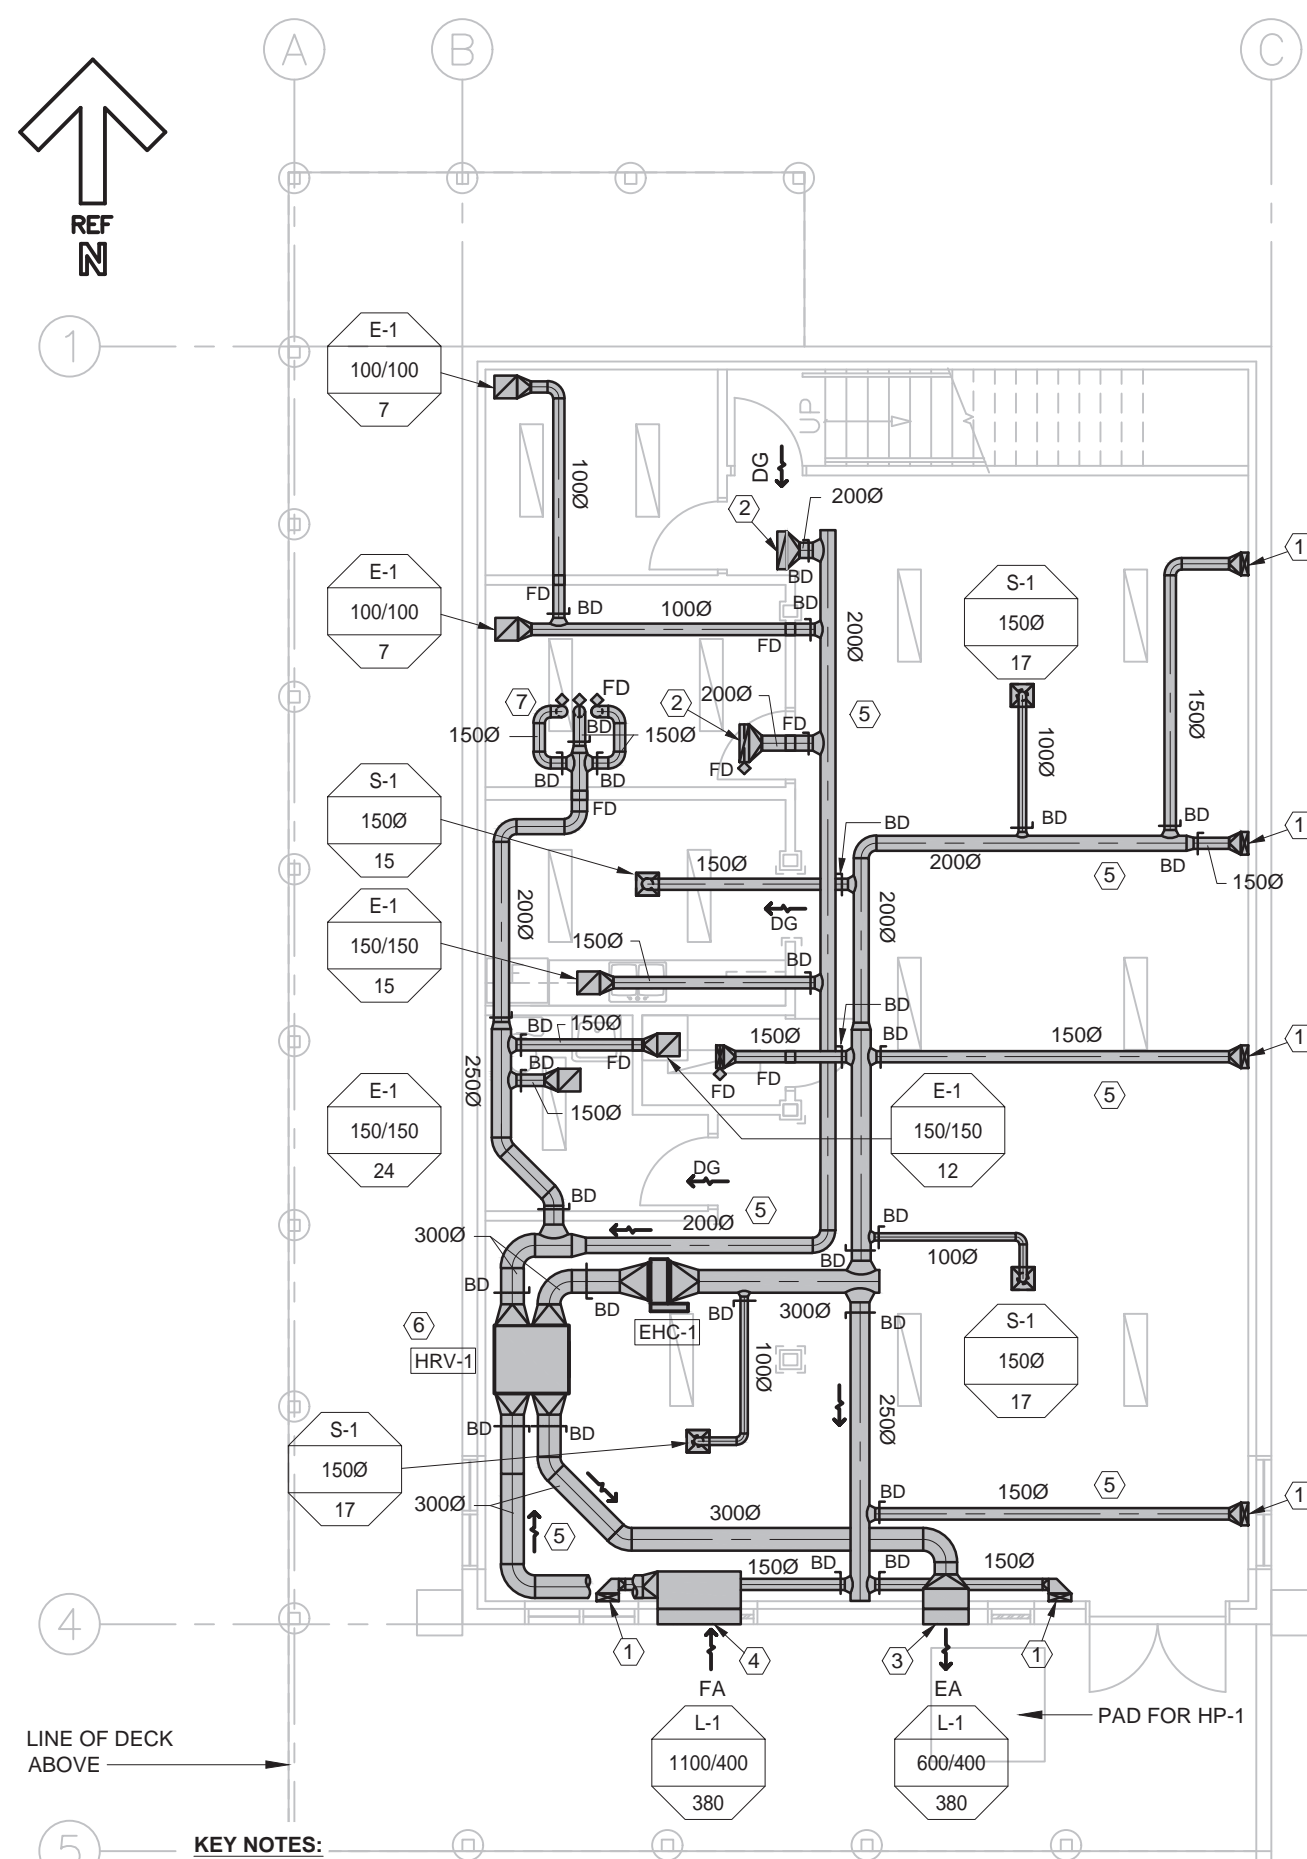 A
B
C
REF
N
1
E-1
100/100
7
UP
DG
100Ø
2
200Ø
BD
1
E-1
100/100
7
FD
BD
100Ø
BD
FD
200Ø
S-1
150Ø
17
7
FD
2
200Ø
FD
5
150Ø
BD
150Ø
150Ø
BD
BD
FD
100Ø
S-1
150Ø
15
FD
BD
BD
BD
1
150Ø
200Ø
BD
150Ø
5
200Ø
DG
200Ø
E-1
150/150
15
150Ø
BD
BD
150Ø
BD
FD
150Ø
BD
150Ø
1
BD
250Ø
FD
FD
5
E-1
150/150
24
150Ø
E-1
150/150
12
DG
BD
5
200Ø
BD
300Ø
BD
100Ø
BD
BD
BD
300Ø
BD
6
EHC-1
HRV-1
100Ø
S-1
150Ø
17
250Ø
S-1
150Ø
17
BD
BD
5
BD
150Ø
1
300Ø
300Ø
5
150Ø
BD
BD
150Ø
4
1
4
3
1
FA
EA
L-1
1100/400
380
L-1
600/400
380
PAD FOR HP-1
LINE OF DECK
ABOVE
5
KEY NOTES: